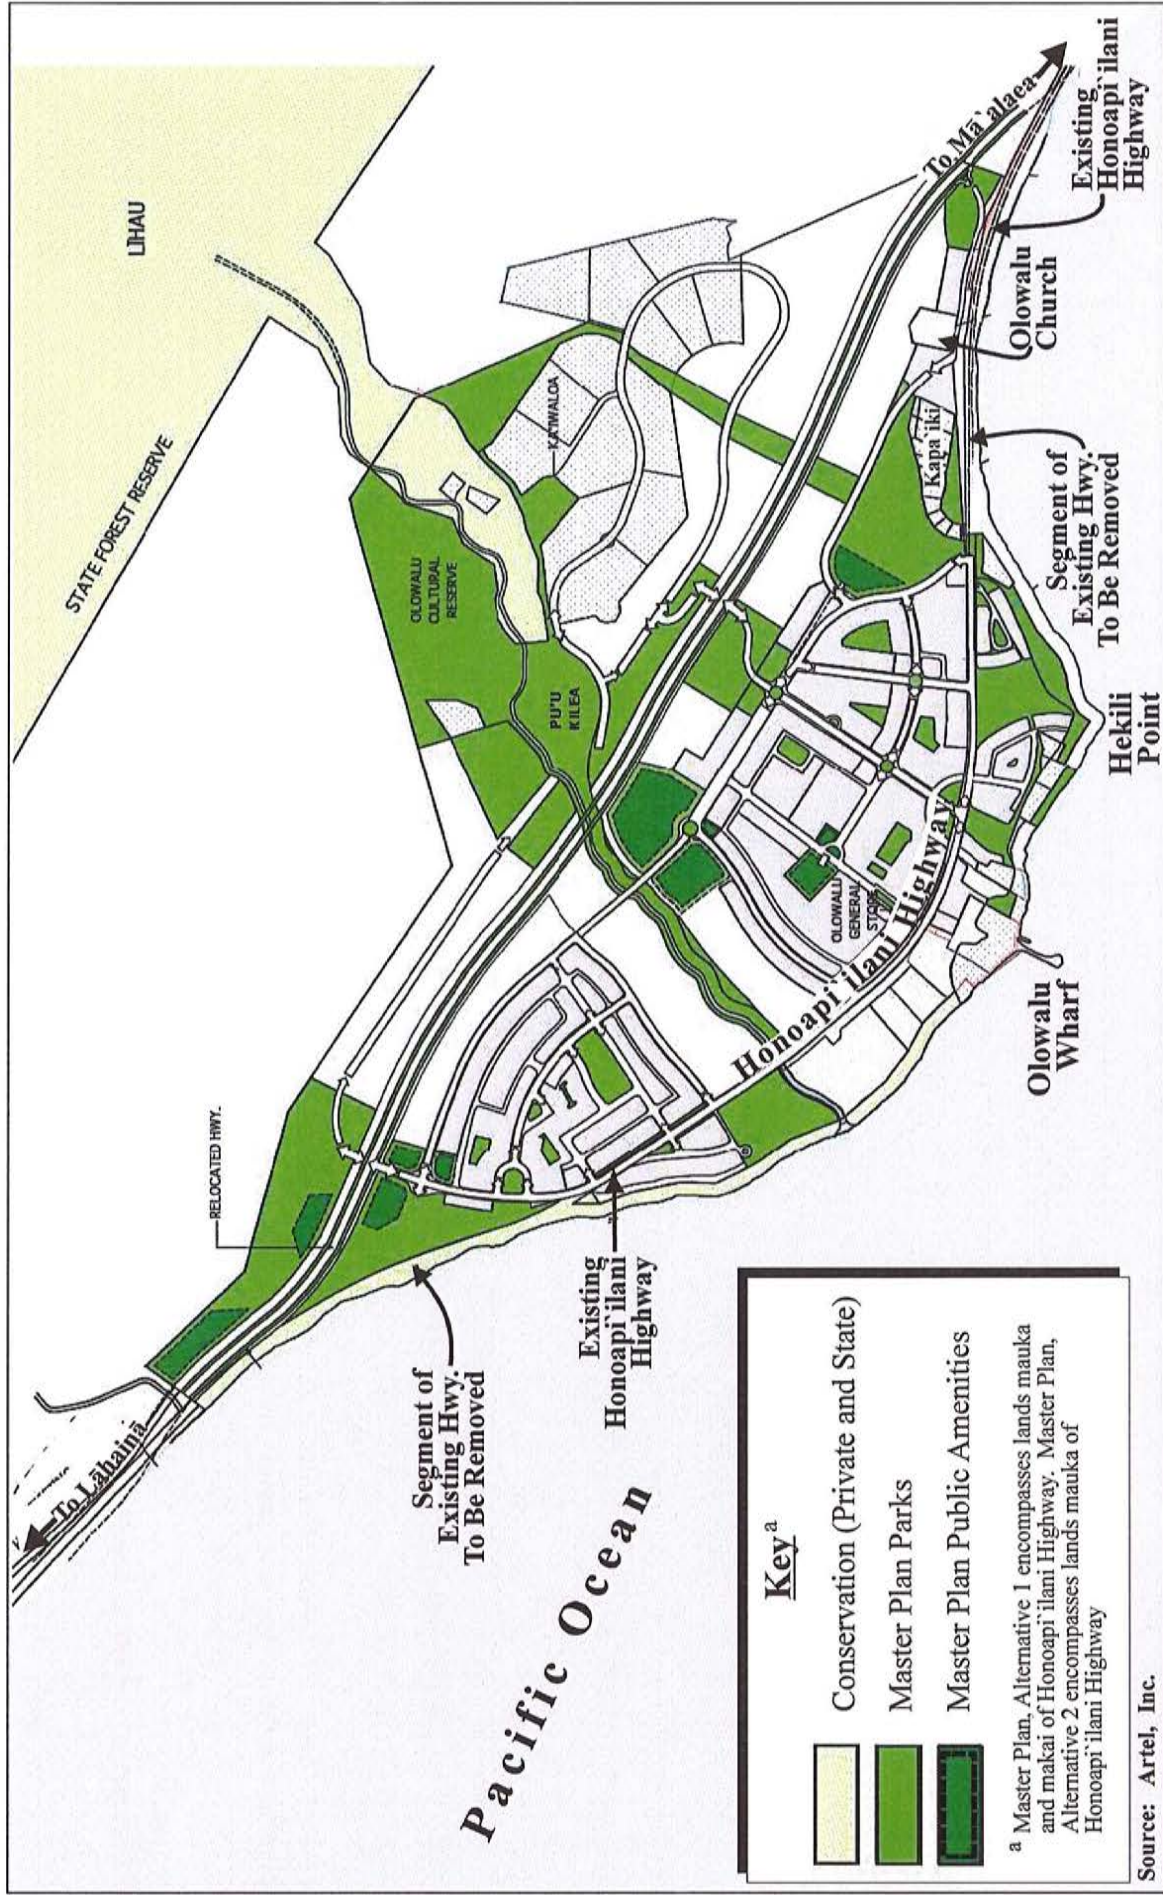 LĪHAU
STATE FOREST RESERVE
To Mā`alaea
Existing
Honoapi`ilani
Highway
KA'IWALOA
OLOWALU
CULTURAL
RESERVE
Olowalu
Church
Kapa`iki
Segment of
Existing Hwy.
To Be Removed
PU'U
KILEA
Hekili
Point
OLOWALU
GENERAL
STORE
Honoapi`ilani Highway
Olowalu
Wharf
RELOCATED HWY.
Existing
Honoapi`ilani
Highway
Segment of
Existing Hwy.
To Be Removed
To Lāhainā
Pacific Ocean
Key a
Conservation (Private and State)
Master Plan Parks
Master Plan Public Amenities
a Master Plan, Alternative 1 encompasses lands mauka
and makai of Honoapi`ilani Highway. Master Plan,
Alternative 2 encompasses lands mauka of
Honoapi`ilani Highway
Source: Artel, Inc.